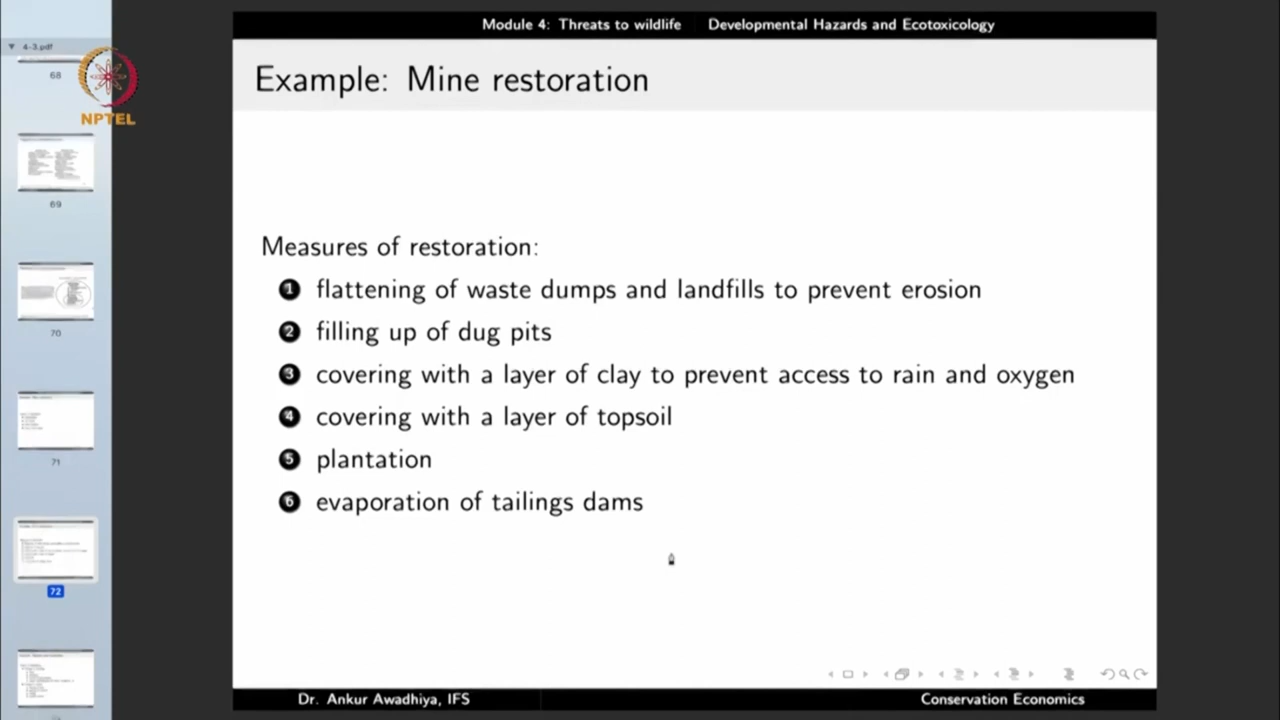 Module 4: Threats to wildlife Developmental Hazards and Ecotoxicology
4-3.pdf
68
NPTEL
69
70
71
72
Example: Mine restoration
Measures of restoration:
1 flattening of waste dumps and landfills to prevent erosion
2 filling up of dug pits
3 covering with a layer of clay to prevent access to rain and oxygen
4 covering with a layer of topsoil
5 plantation
6 evaporation of tailings dams
Dr. Ankur Awadhiya, IFS Conservation Economics